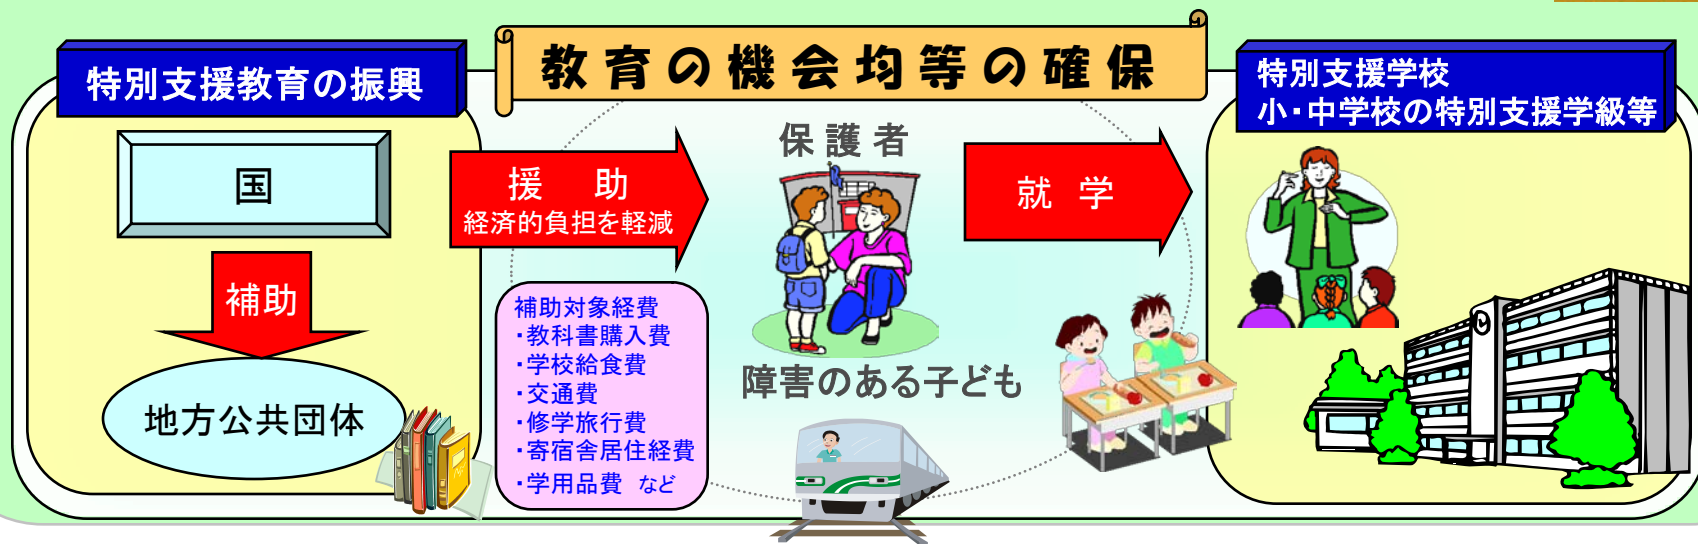 教育の機会均等の確保
特別支援教育の振興
国
補助
地方公共団体
援 助
経済的負担を軽減
補助対象経費
・教科書購入費
・学校給食費
・交通費
・修学旅行費
・寄宿舎居住経費
・学用品費 など
保護者
障害のある子ども
就 学
特別支援学校
小・中学校の特別支援学級等